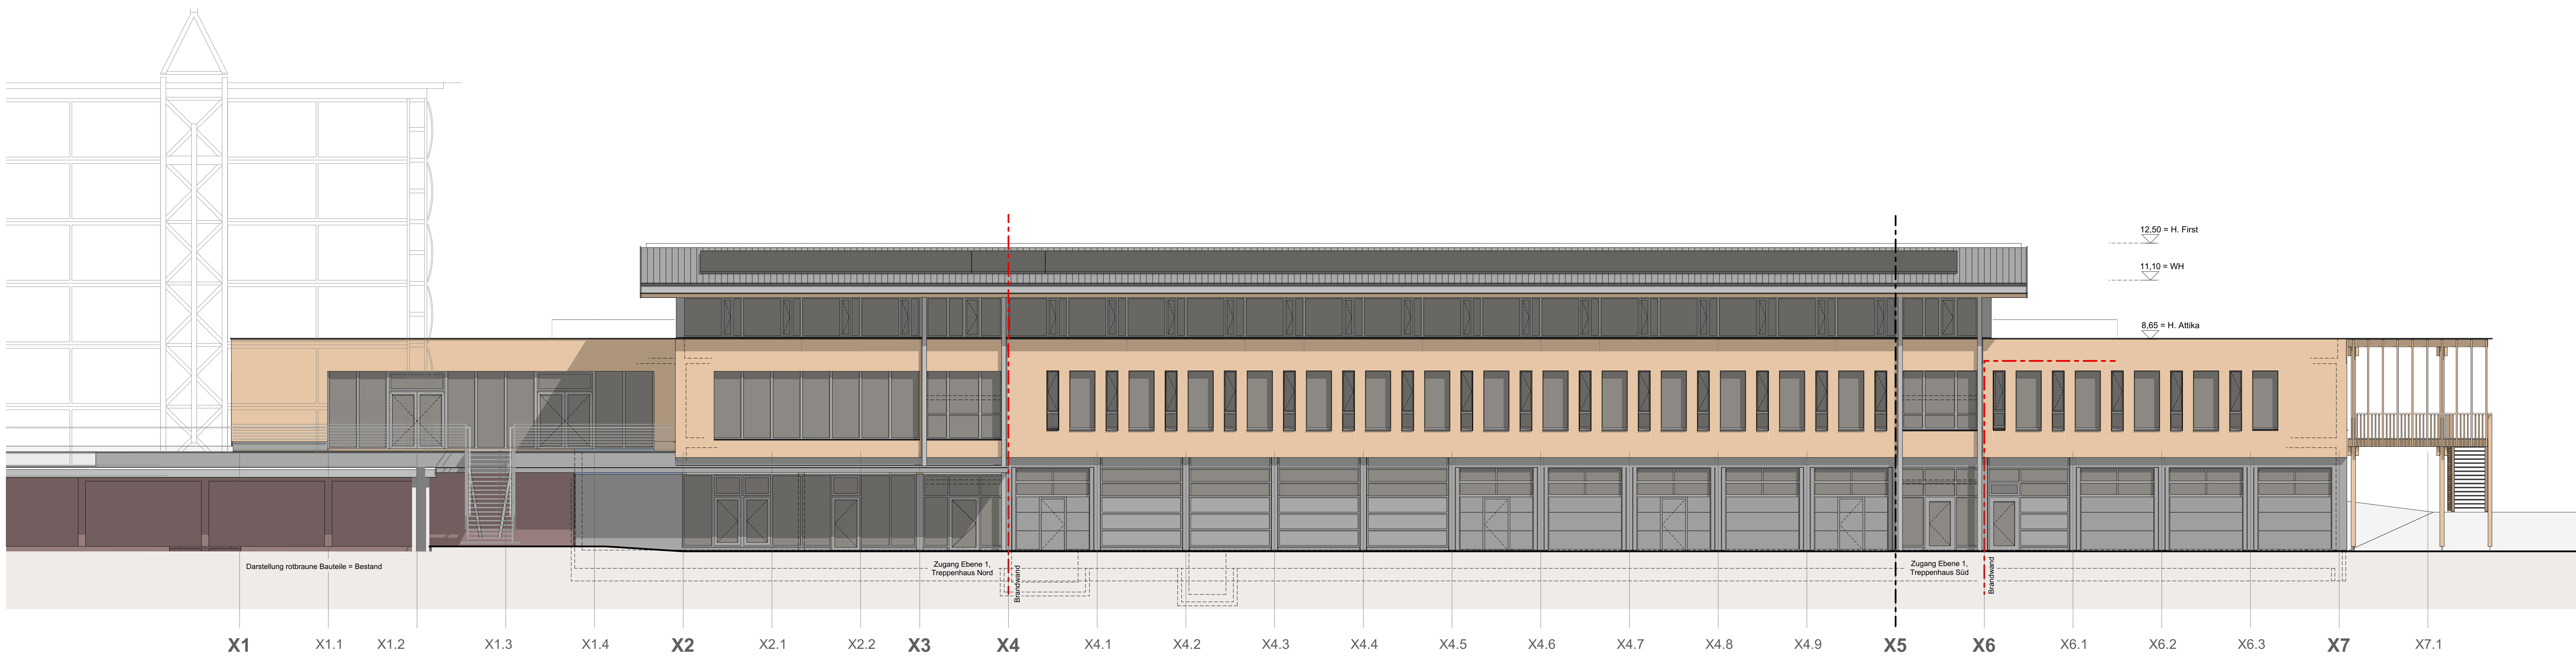 12,50 = H. First
11,10 = WH
8,65 = H. Attika
Darstellung rotbraune Bauteile = Bestand
Zugang Ebene 1,
Treppenhaus Nord
Brandwand
Zugang Ebene 1,
Treppenhaus Süd
Brandwand
X1 X1.1 X1.2 X1.3 X1.4 X2 X2.1 X2.2 X3 X4 X4.1 X4.2 X4.3 X4.4 X4.5 X4.6 X4.7 X4.8 X4.9 X5 X6 X6.1 X6.2 X6.3 X7 X7.1